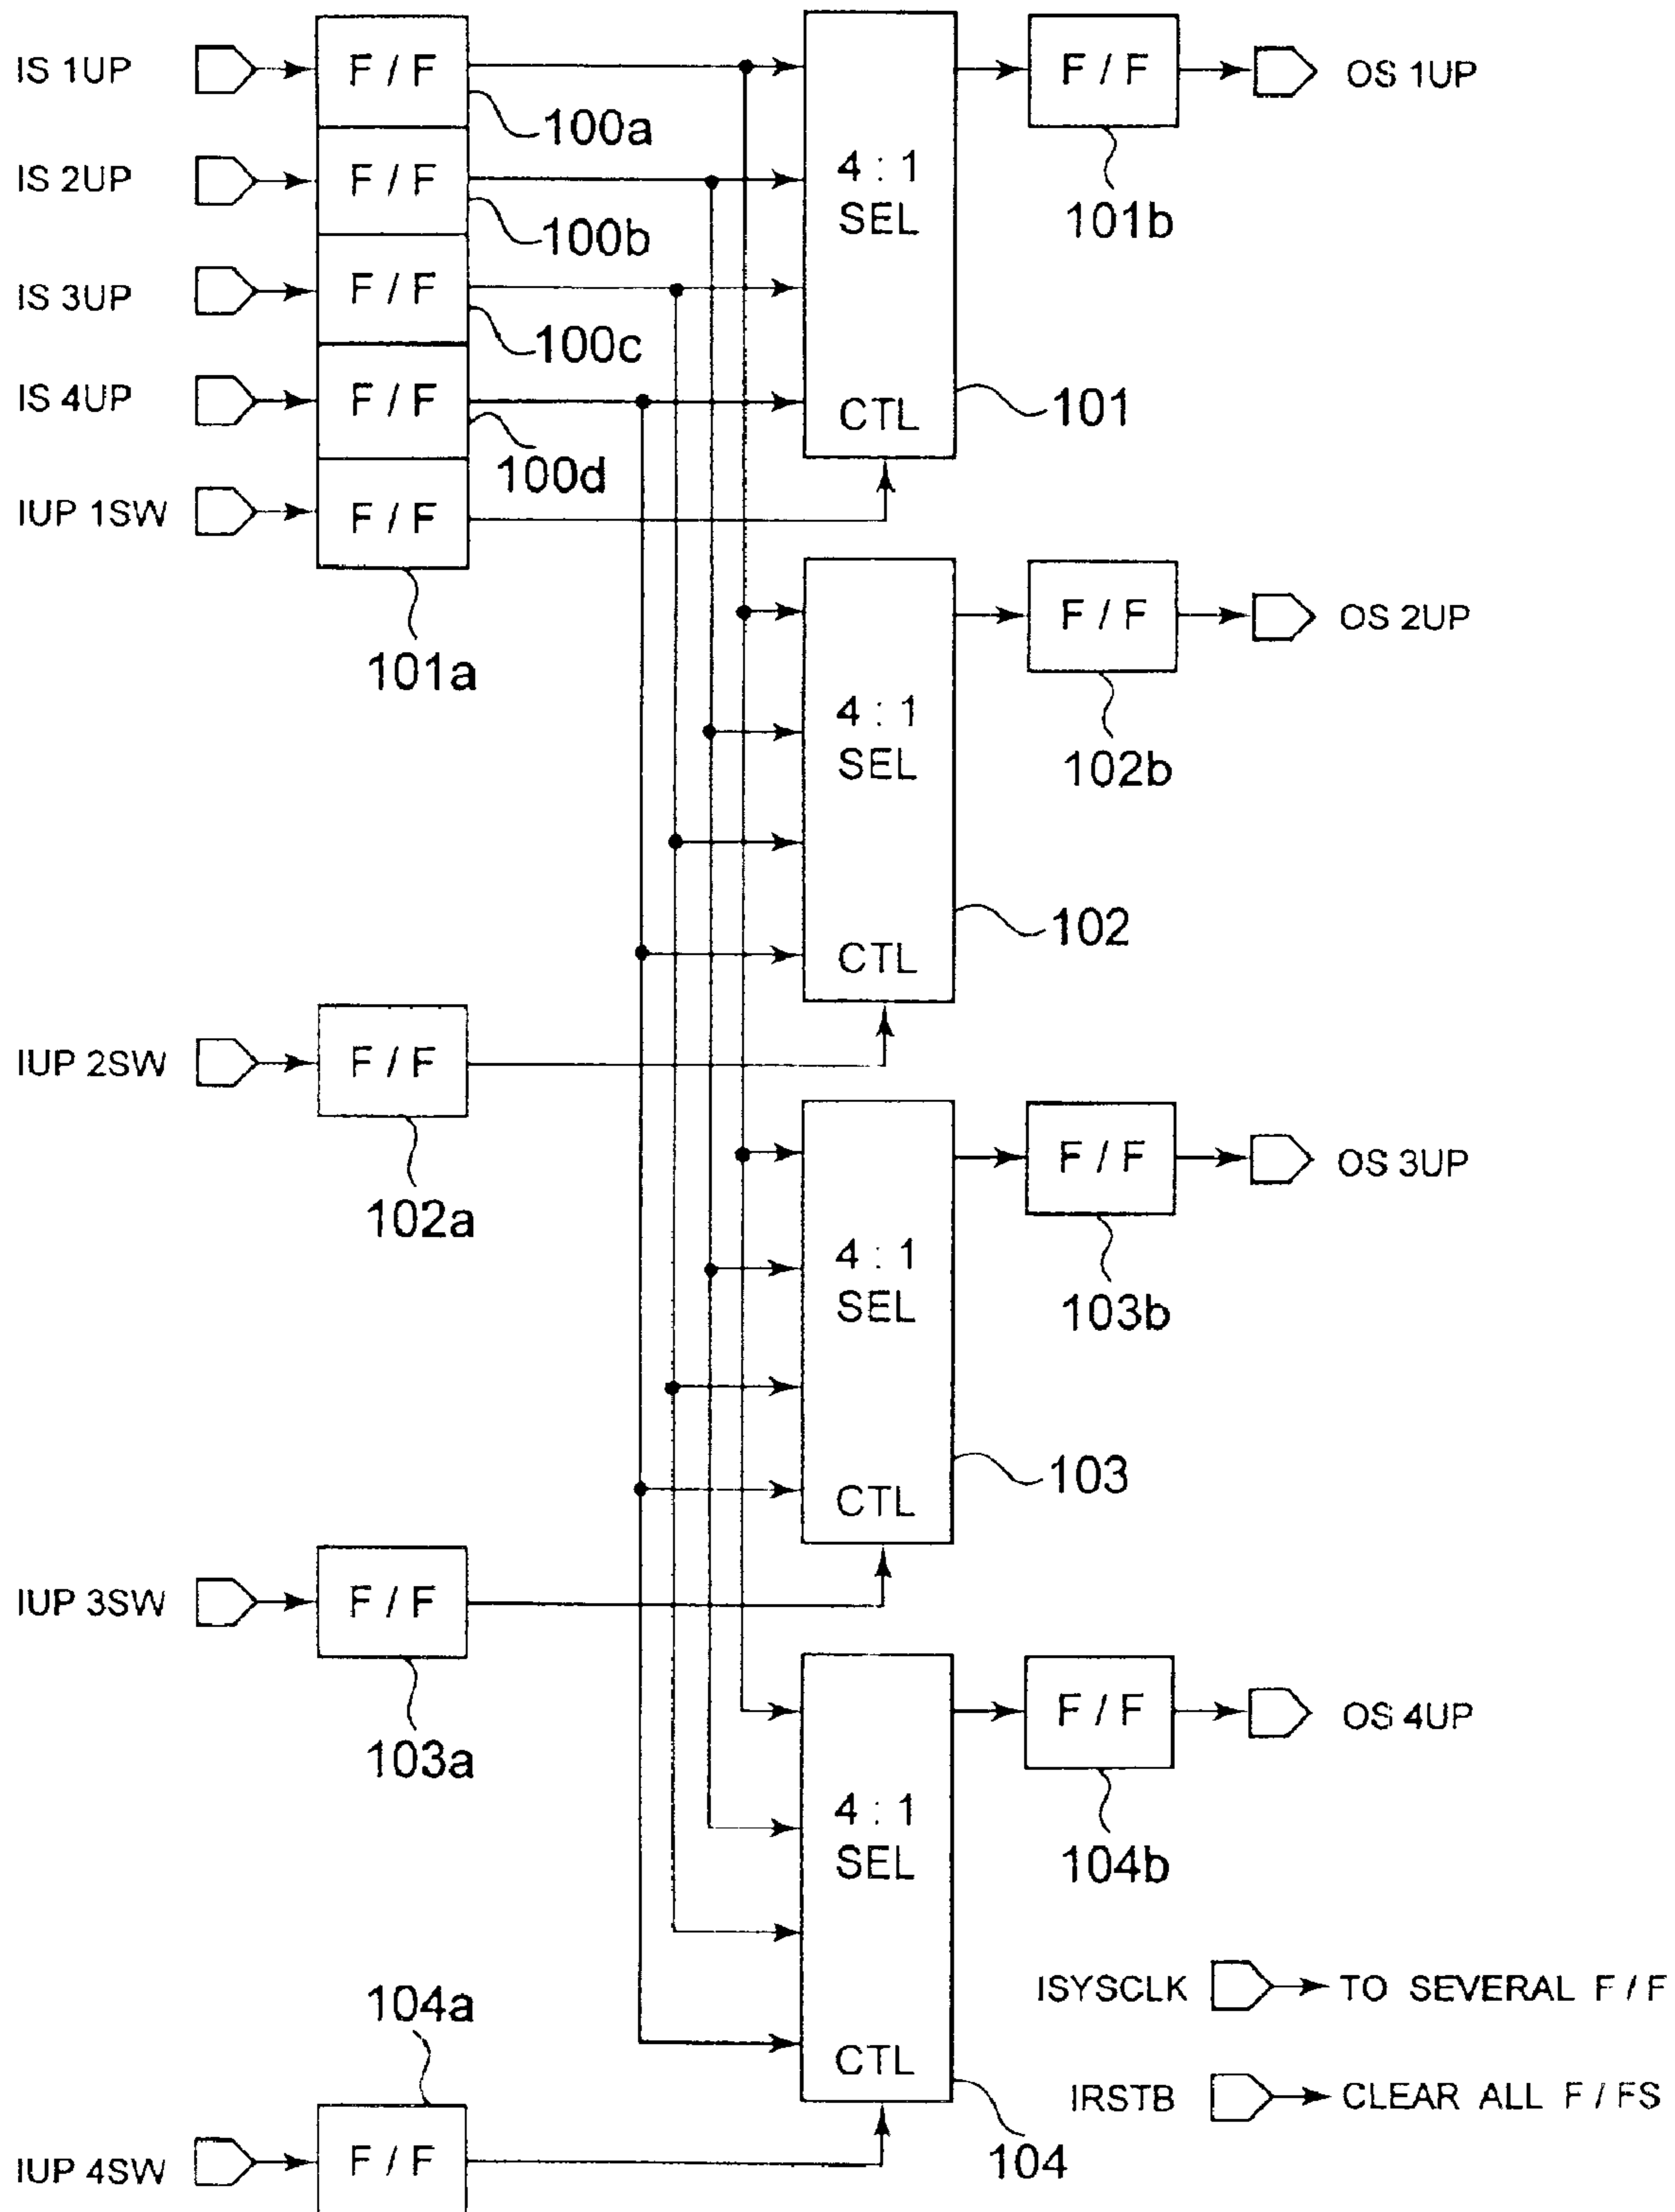 IS 1UP
F / F
100a
4 : 1
SEL
CTL
101
F / F
101b
OS 1UP
IS 2UP
F / F
100b
IS 3UP
F / F
100c
IS 4UP
F / F
100d
IUP 1SW
F / F
101a
4 : 1
SEL
CTL
102
F / F
102b
OS 2UP
IUP 2SW
F / F
102a
4 : 1
SEL
CTL
103
F / F
103b
OS 3UP
IUP 3SW
F / F
103a
4 : 1
SEL
CTL
104
F / F
104b
OS 4UP
104a
IUP 4SW
F / F
ISYSCLK
TO SEVERAL F / F
IRSTB
CLEAR ALL F / FS